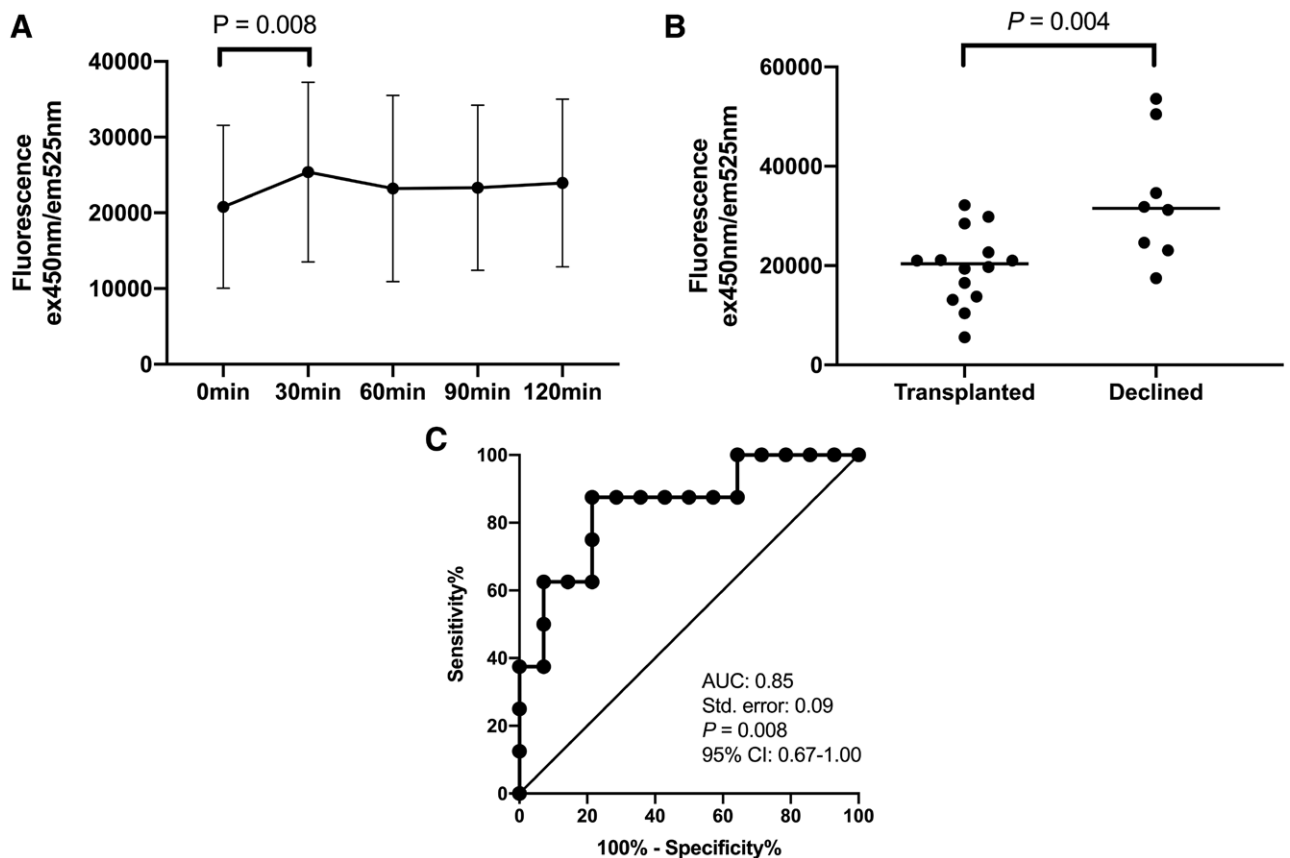 A
P = 0.008
Fluorescence
ex450nm/em525nm
40000
30000
20000
10000
0
0min 30min 60min 90min 120min
B
P = 0.004
Fluorescence
ex450nm/em525nm
60000
40000
20000
0
Transplanted Declined
C
Sensitivity%
100
80
60
40
20
0
AUC: 0.85
Std. error: 0.09
P = 0.008
95% CI: 0.67-1.00
0 20 40 60 80 100
100% - Specificity%